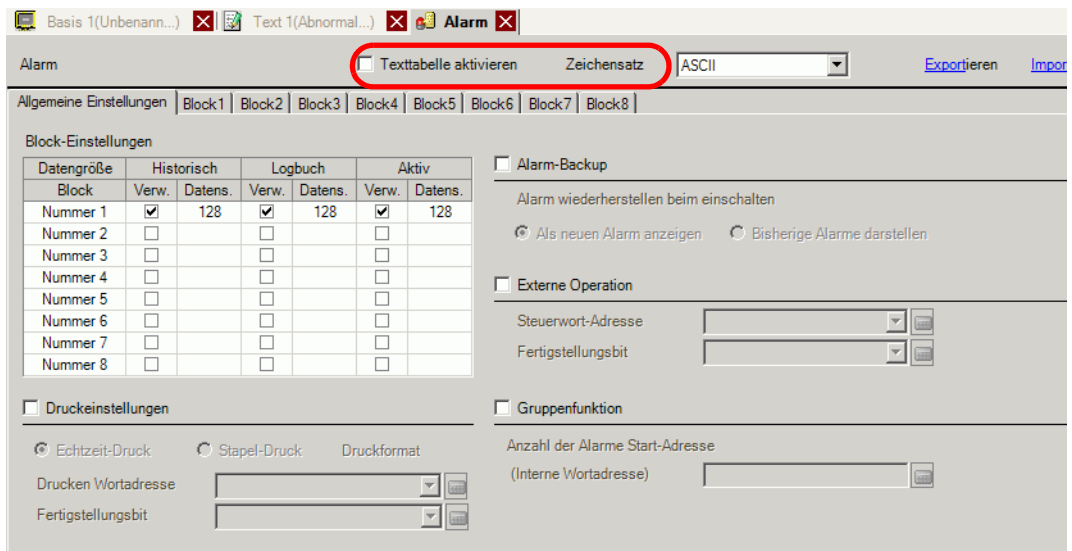 Basis 1(Unbenann...) Text 1(Abnormal...) Alarm
Alarm Texttabelle aktivieren Zeichensatz ASCII Exportieren Impor
Allgemeine Einstellungen Block1 Block2 Block3 Block4 Block5 Block6 Block7 Block8
Block-Einstellungen
Datengröße Historisch Logbuch Aktiv
Block Verw. Datens. Verw. Datens. Verw. Datens.
Nummer 1 128 128 128
Nummer 2
Nummer 3
Nummer 4
Nummer 5
Nummer 6
Nummer 7
Nummer 8
Druckeinstellungen
Echtzeit-Druck Stapel-Druck Druckformat
Drucken Wortadresse
Fertigstellungsbit
Alarm-Backup
Alarm wiederherstellen beim einschalten
Als neuen Alarm anzeigen Bisherige Alarme darstellen
Externe Operation
Steuerwort-Adresse
Fertigstellungsbit
Gruppenfunktion
Anzahl der Alarme Start-Adresse
(Interne Wortadresse)